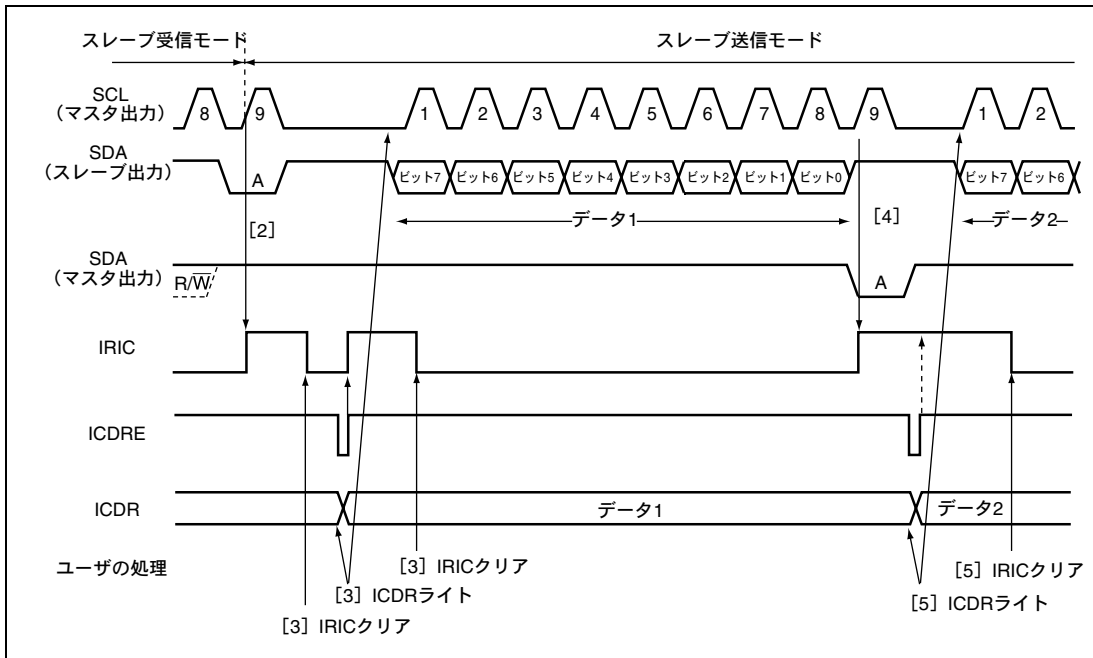 スレーブ受信モード
スレーブ送信モード
SCL
（マスタ出力）
8
9
1
2
3
4
5
6
7
8
9
1
2
SDA
（スレーブ出力）
A
ビット7
ビット6
ビット5
ビット4
ビット3
ビット2
ビット1
ビット0
ビット7
ビット6
[2]
データ1
[4]
データ2
SDA
（マスタ出力）
R/W
A
IRIC
ICDRE
ICDR
データ1
データ2
ユーザの処理
[3] IRICクリア
[5] IRICクリア
[3] ICDRライト
[5] ICDRライト
[3] IRICクリア